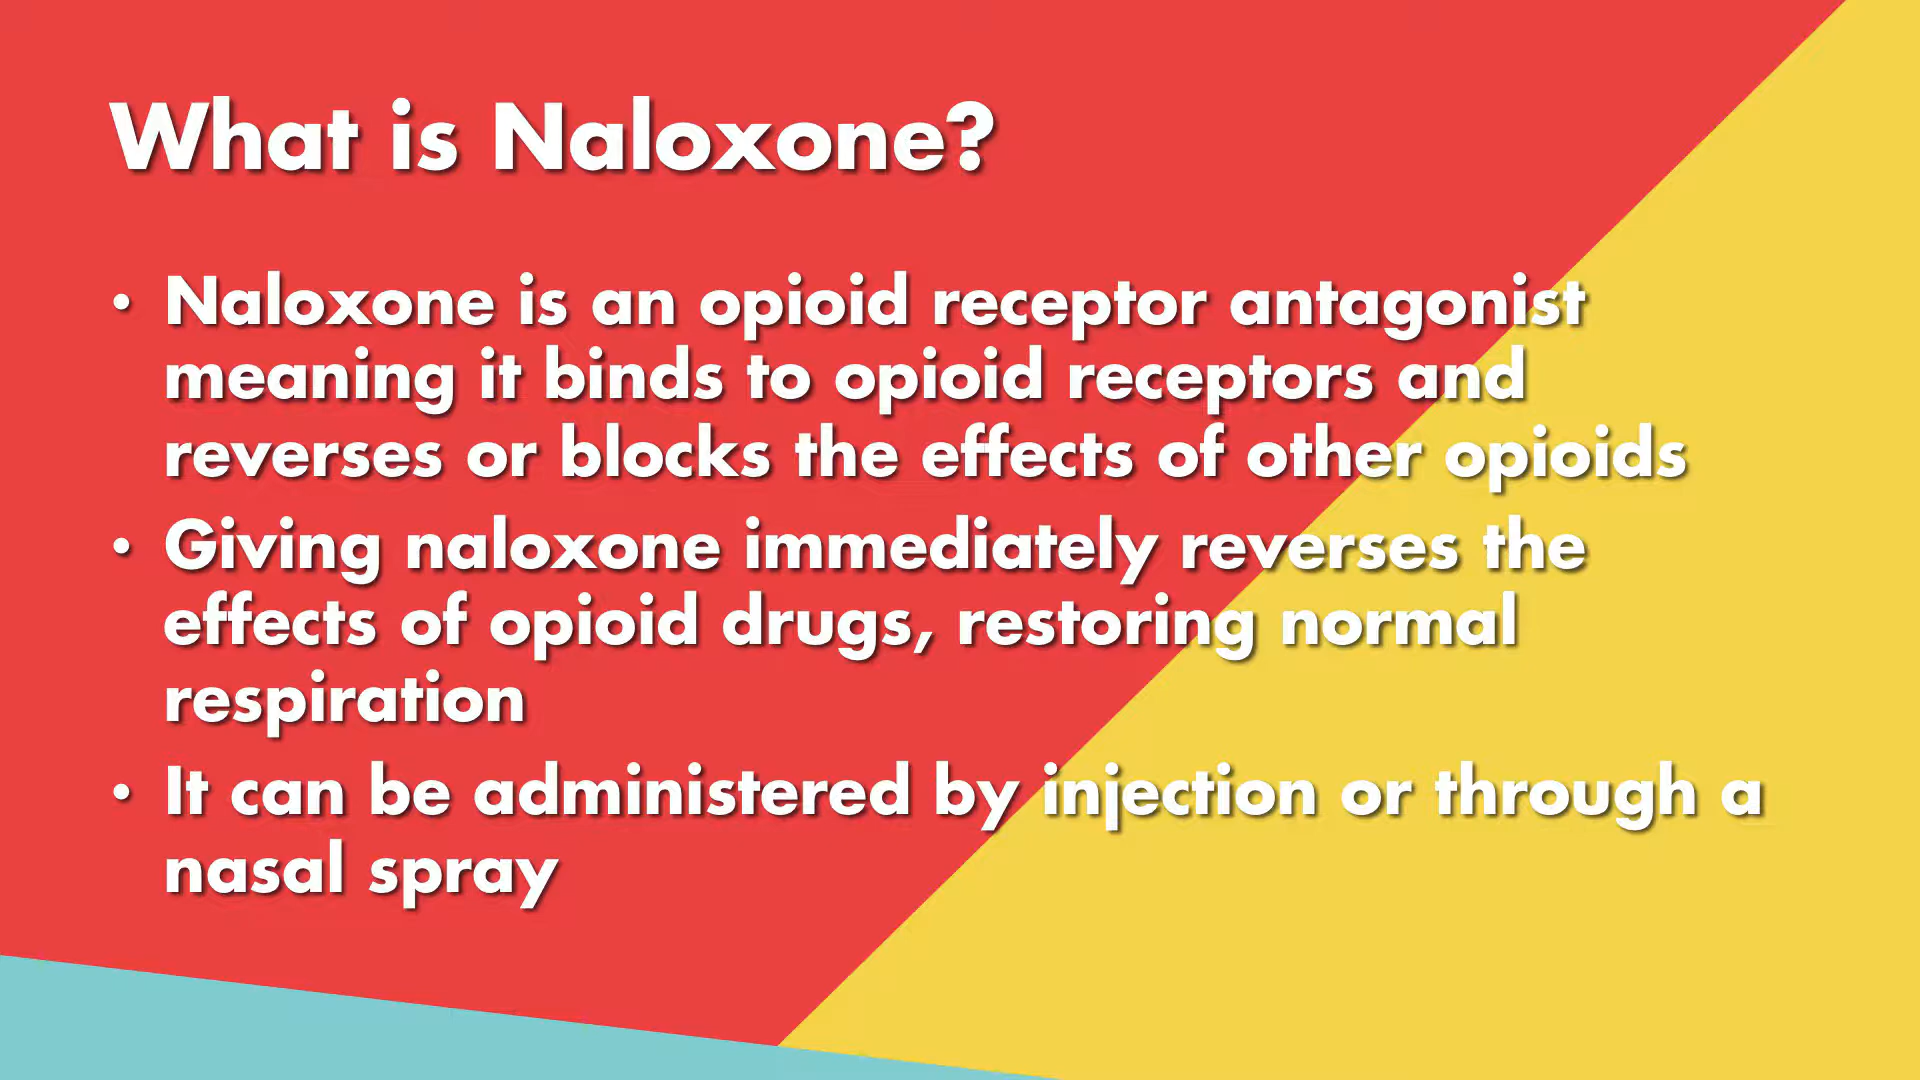 What is Naloxone?
• Naloxone is an opioid receptor antagonist
meaning it binds to opioid receptors and
reverses or blocks the effects of other opioids
• Giving naloxone immediately reverses the
effects of opioid drugs, restoring normal
respiration
• It can be administered by injection or through a
nasal spray